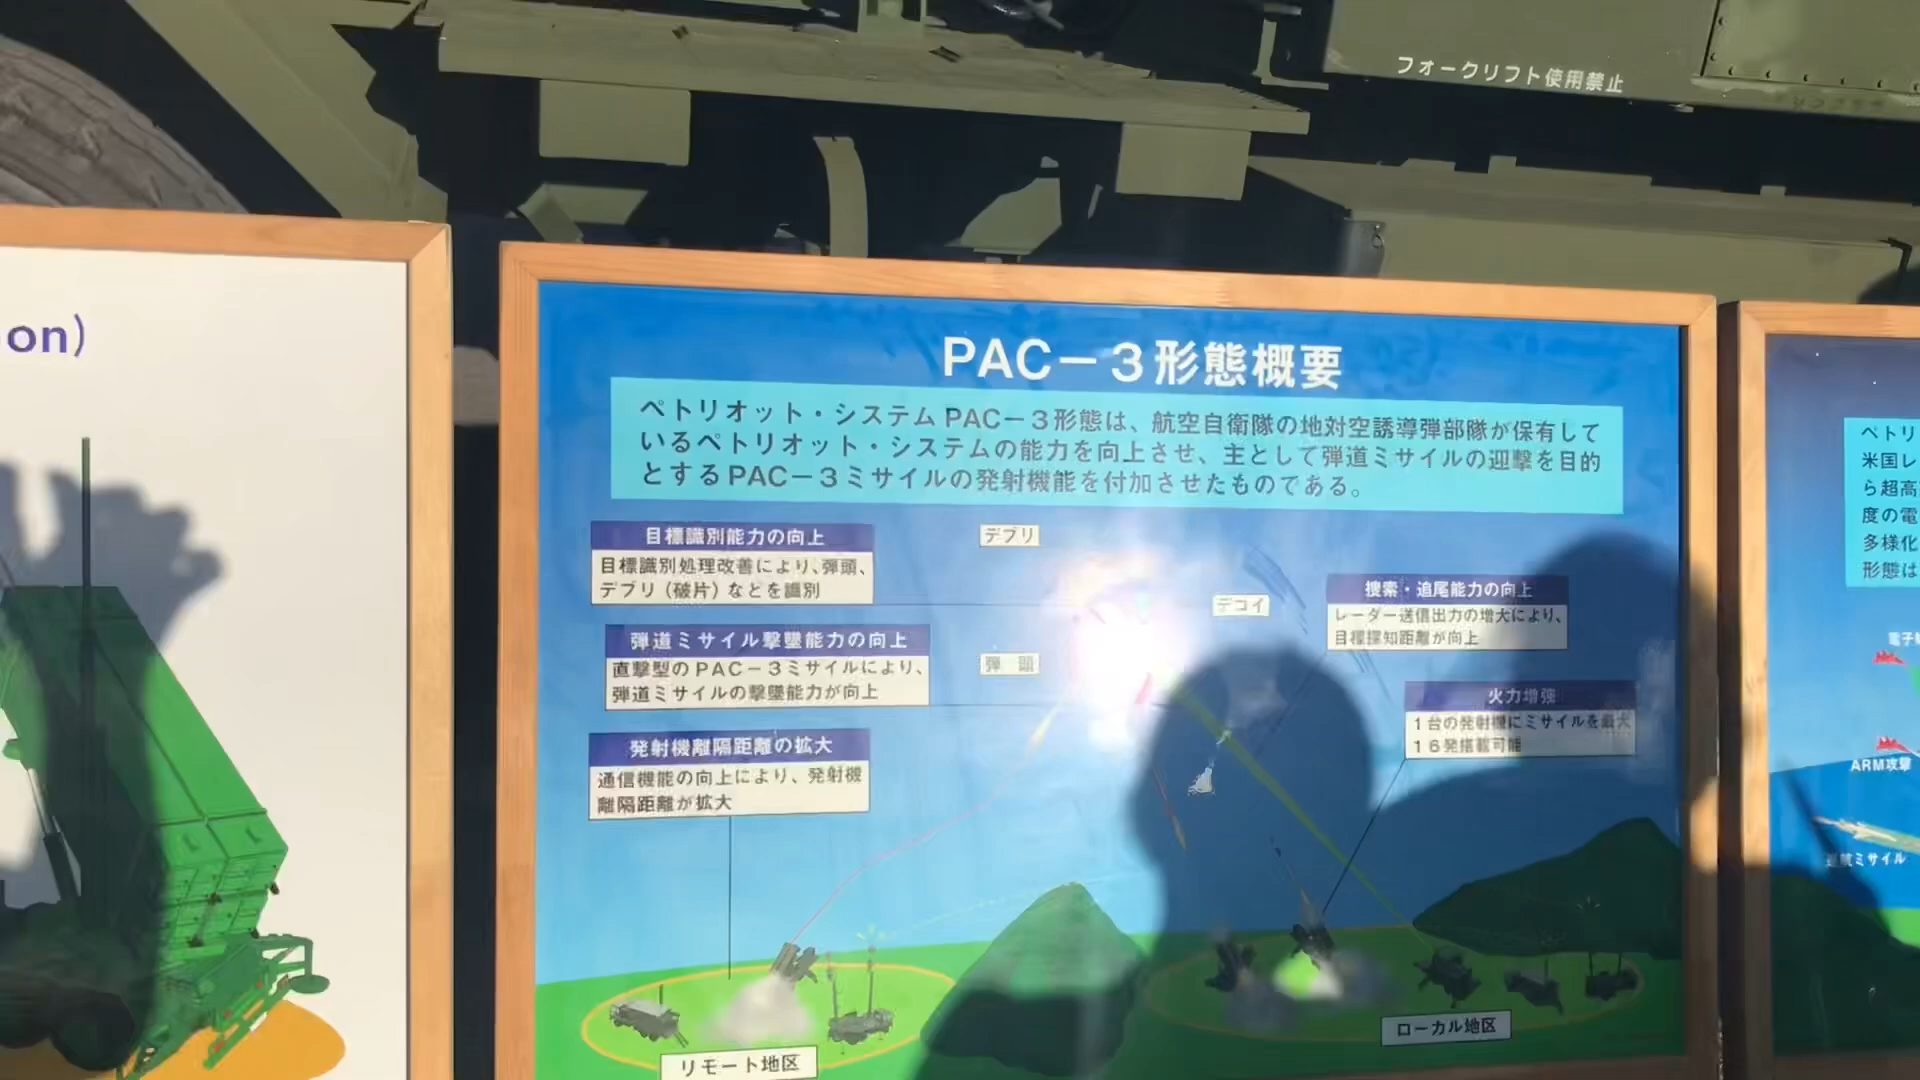 フォークリフト使用禁止
on)
PAC－3形態概要
ペトリオット・システムPAC－3形態は、航空自衛隊の地対空誘導弾部隊が保有して
いるペトリオット・システムの能力を向上させ、主として弾道ミサイルの迎撃を目的
とするPAC－3ミサイルの発射機能を付加させたものである。
目標識別能力の向上
目標識別処理改善により、弾頭、
デブリ（破片）などを識別
デブリ
デコイ
捜索・追尾能力の向上
レーダー送信出力の増大により、
目標探知距離が向上
弾道ミサイル撃墜能力の向上
直撃型のPAC－3ミサイルにより、
弾道ミサイルの撃墜能力が向上
弾頭
火力増強
1台の発射機にミサイルを最大
16発搭載可能
発射機離隔距離の拡大
通信機能の向上により、発射機
離隔距離が拡大
リモート地区
ローカル地区
ペトリ
米国レ
ら超高
度の電
多様化
形態は
電子
ARM攻撃
巡航ミサイル